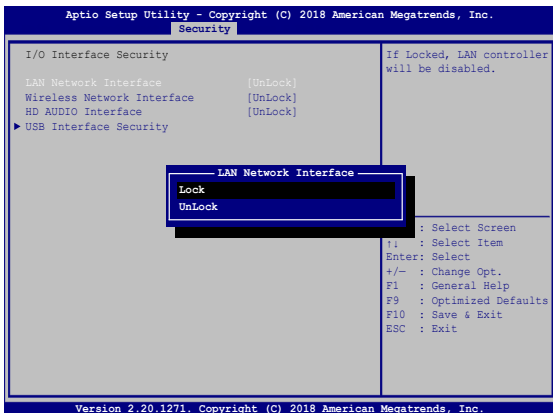 Aptio Setup Utility - Copyright (C) 2018 American Megatrends, Inc.
Security
I/O Interface Security
LAN Network Interface [UnLock]
Wireless Network Interface [UnLock]
HD AUDIO Interface [UnLock]
USB Interface Security
If Locked, LAN controller
will be disabled.
LAN Network Interface
Lock
UnLock
: Select Screen
↑↓ : Select Item
Enter: Select
+/— : Change Opt.
F1 : General Help
F9 : Optimized Defaults
F10 : Save & Exit
ESC : Exit
Version 2.20.1271. Copyright (C) 2018 American Megatrends, Inc.